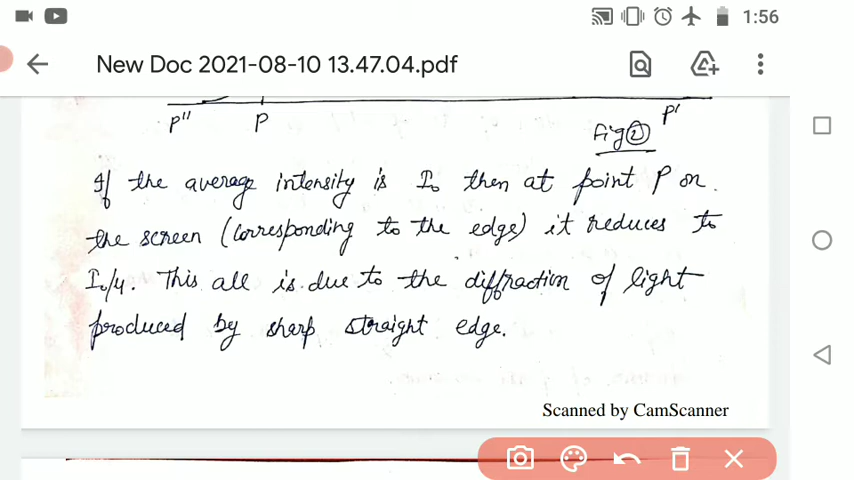 1:56
New Doc 2021-08-10 13.47.04.pdf
P" P P'
Fig ②
If the average intensity is I₀ then at point P on
the screen (corresponding to the edge) it reduces to
I₀/4. This all is due to the diffraction of light
produced by sharp straight edge.
Scanned by CamScanner